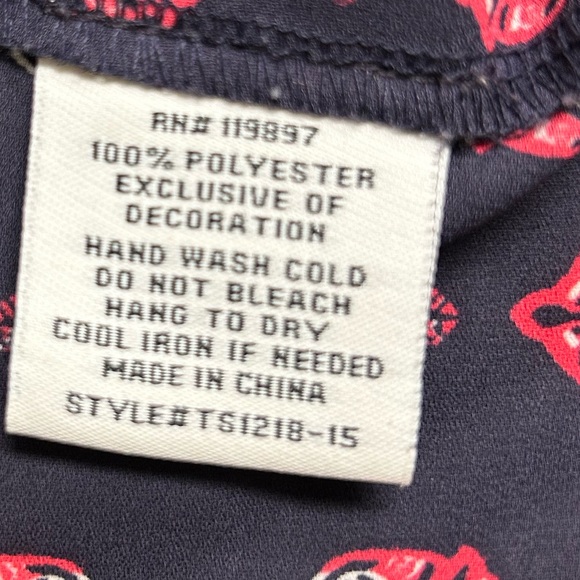 RN# 119897
100% POLYESTER
EXCLUSIVE OF
DECORATION
HAND WASH COLD
DO NOT BLEACH
HANG TO DRY
COOL IRON IF NEEDED
MADE IN CHINA
STYLE# TS1218-15